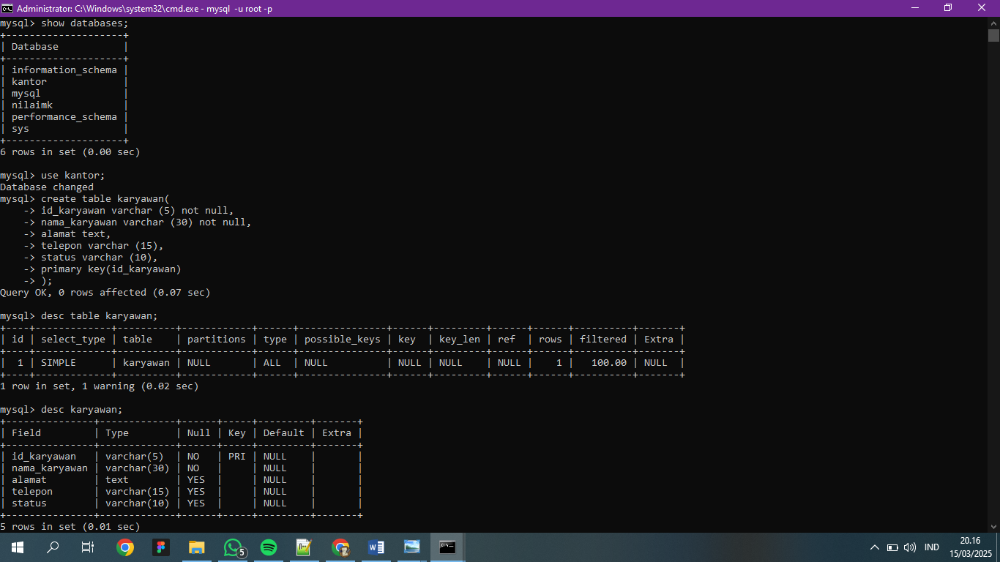 Administrator: C:\Windows\system32\cmd.exe - mysql  -u root -p
mysql> show databases;
+--------------------+
| Database           |
+--------------------+
| information_schema |
| kantor             |
| mysql              |
| nilaimk            |
| performance_schema |
| sys                |
+--------------------+
6 rows in set (0.00 sec)
mysql> use kantor;
Database changed
mysql> create table karyawan(
    -> id_karyawan varchar (5) not null,
    -> nama_karyawan varchar (30) not null,
    -> alamat text,
    -> telepon varchar (15),
    -> status varchar (10),
    -> primary key(id_karyawan)
    -> );
Query OK, 0 rows affected (0.07 sec)
mysql> desc table karyawan;
+----+-------------+----------+------------+------+---------------+------+---------+------+------+----------+-------+
| id | select_type | table    | partitions | type | possible_keys | key  | key_len | ref  | rows | filtered | Extra |
+----+-------------+----------+------------+------+---------------+------+---------+------+------+----------+-------+
|  1 | SIMPLE      | karyawan | NULL       | ALL  | NULL          | NULL | NULL    | NULL |    1 |   100.00 | NULL  |
+----+-------------+----------+------------+------+---------------+------+---------+------+------+----------+-------+
1 row in set, 1 warning (0.02 sec)
mysql> desc karyawan;
+---------------+-------------+------+-----+---------+-------+
| Field         | Type        | Null | Key | Default | Extra |
+---------------+-------------+------+-----+---------+-------+
| id_karyawan   | varchar(5)  | NO   | PRI | NULL    |       |
| nama_karyawan | varchar(30) | NO   |     | NULL    |       |
| alamat        | text        | YES  |     | NULL    |       |
| telepon       | varchar(15) | YES  |     | NULL    |       |
| status        | varchar(10) | YES  |     | NULL    |       |
+---------------+-------------+------+-----+---------+-------+
5 rows in set (0.01 sec)
5
IND
20.16
15/03/2025